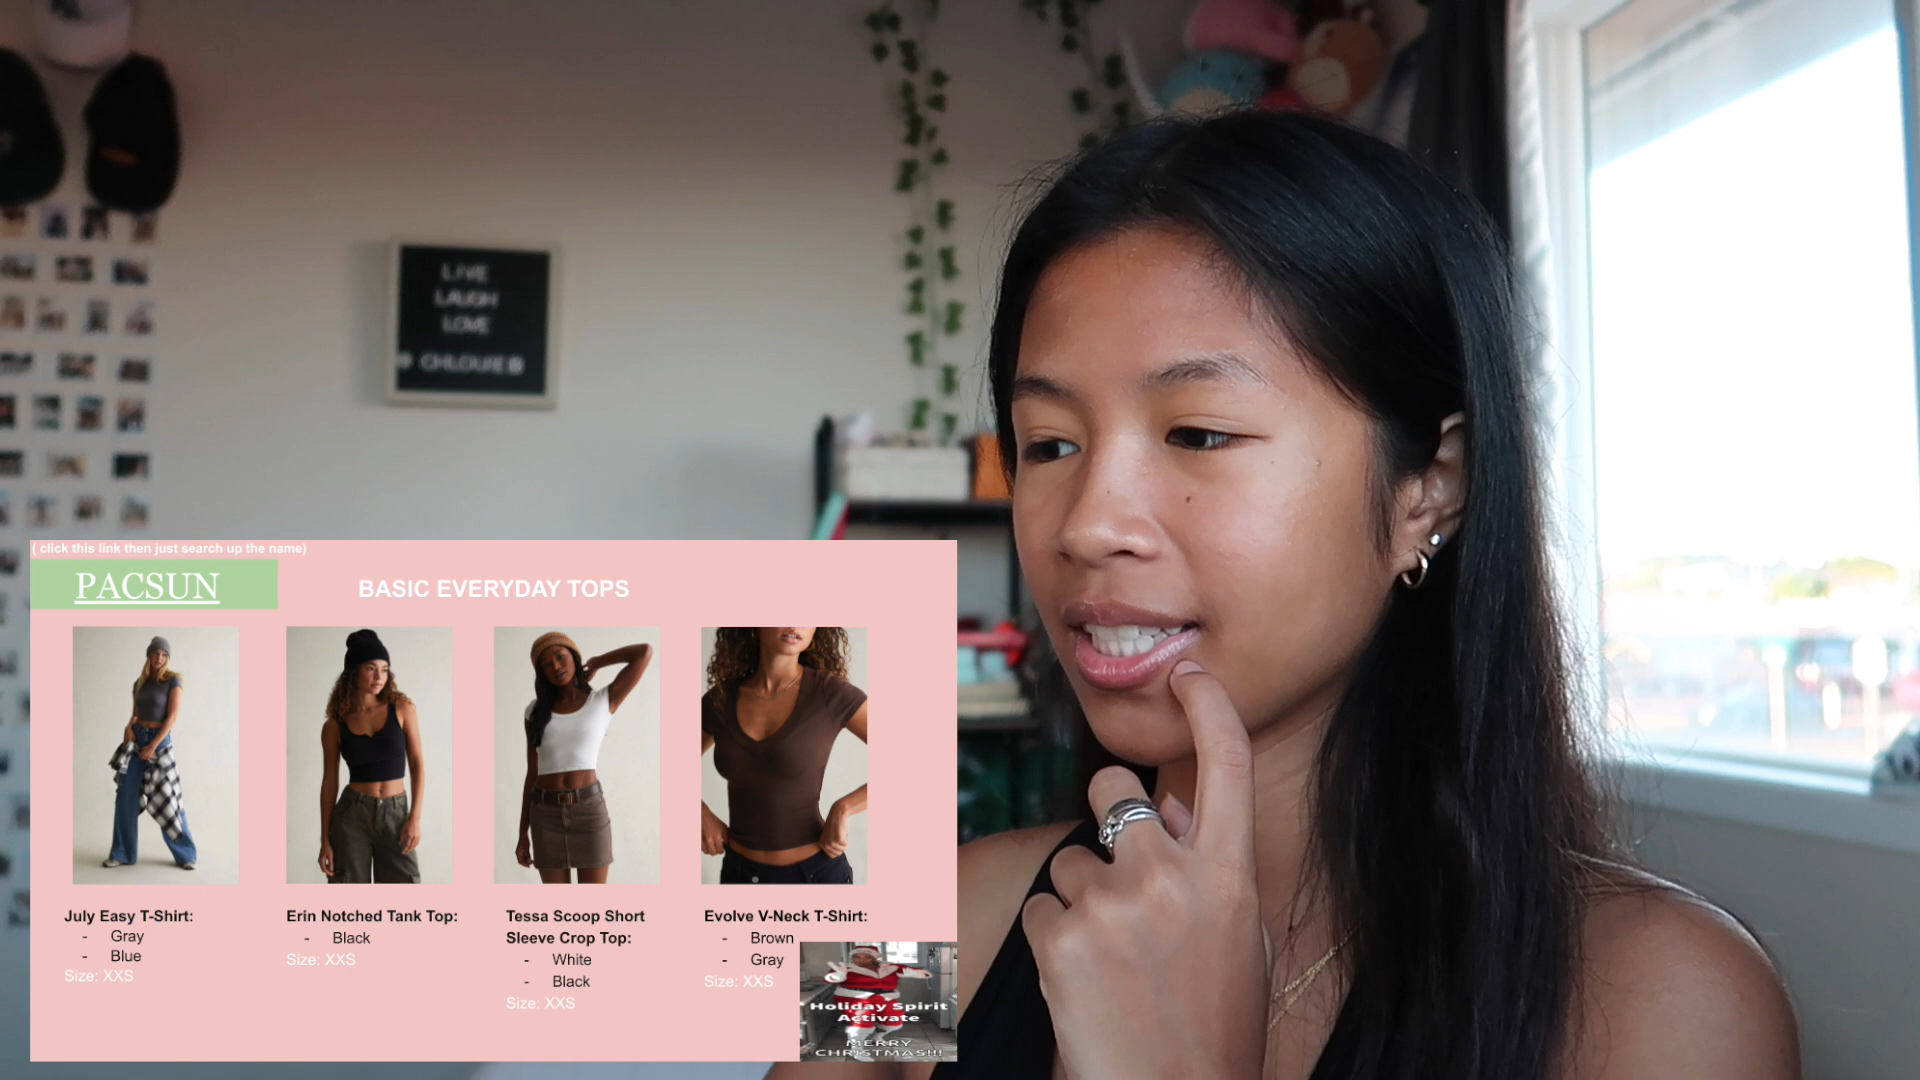 LIVE
LAUGH
LOVE
CHLOUIE
( click this link then just search up the name)
PACSUN
BASIC EVERYDAY TOPS
July Easy T-Shirt:
- Gray
- Blue
Size: XXS
Erin Notched Tank Top:
- Black
Size: XXS
Tessa Scoop Short
Sleeve Crop Top:
- White
- Black
Size: XXS
Evolve V-Neck T-Shirt:
- Brown
- Gray
Size: XXS
Holiday Spirit
Activate
MERRY
CHRISTMAS!!!